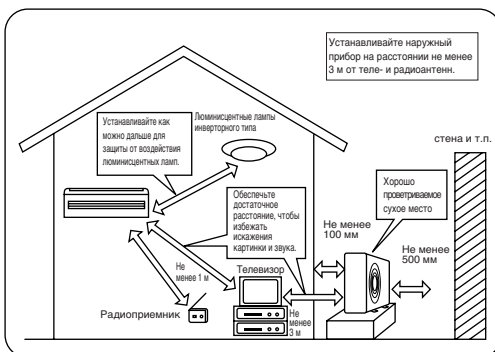 Устанавливайте наружный
прибор на расстоянии не менее
3 м от теле- и радиоантенн.
Люминисцентные лампы
инверторного типа
Устанавливайте как
можно дальше для
защиты от воздействия
люминисцентных ламп.
стена и т.п.
Обеспечьте
достаточное
расстояние, чтобы
избежать
искажения
картинки и звука.
Хорошо
проветриваемое
сухое место
Не менее
100 мм
Не менее
500 мм
Не
менее 1 м
Телевизор
Радиоприемник
Не
менее
3 м